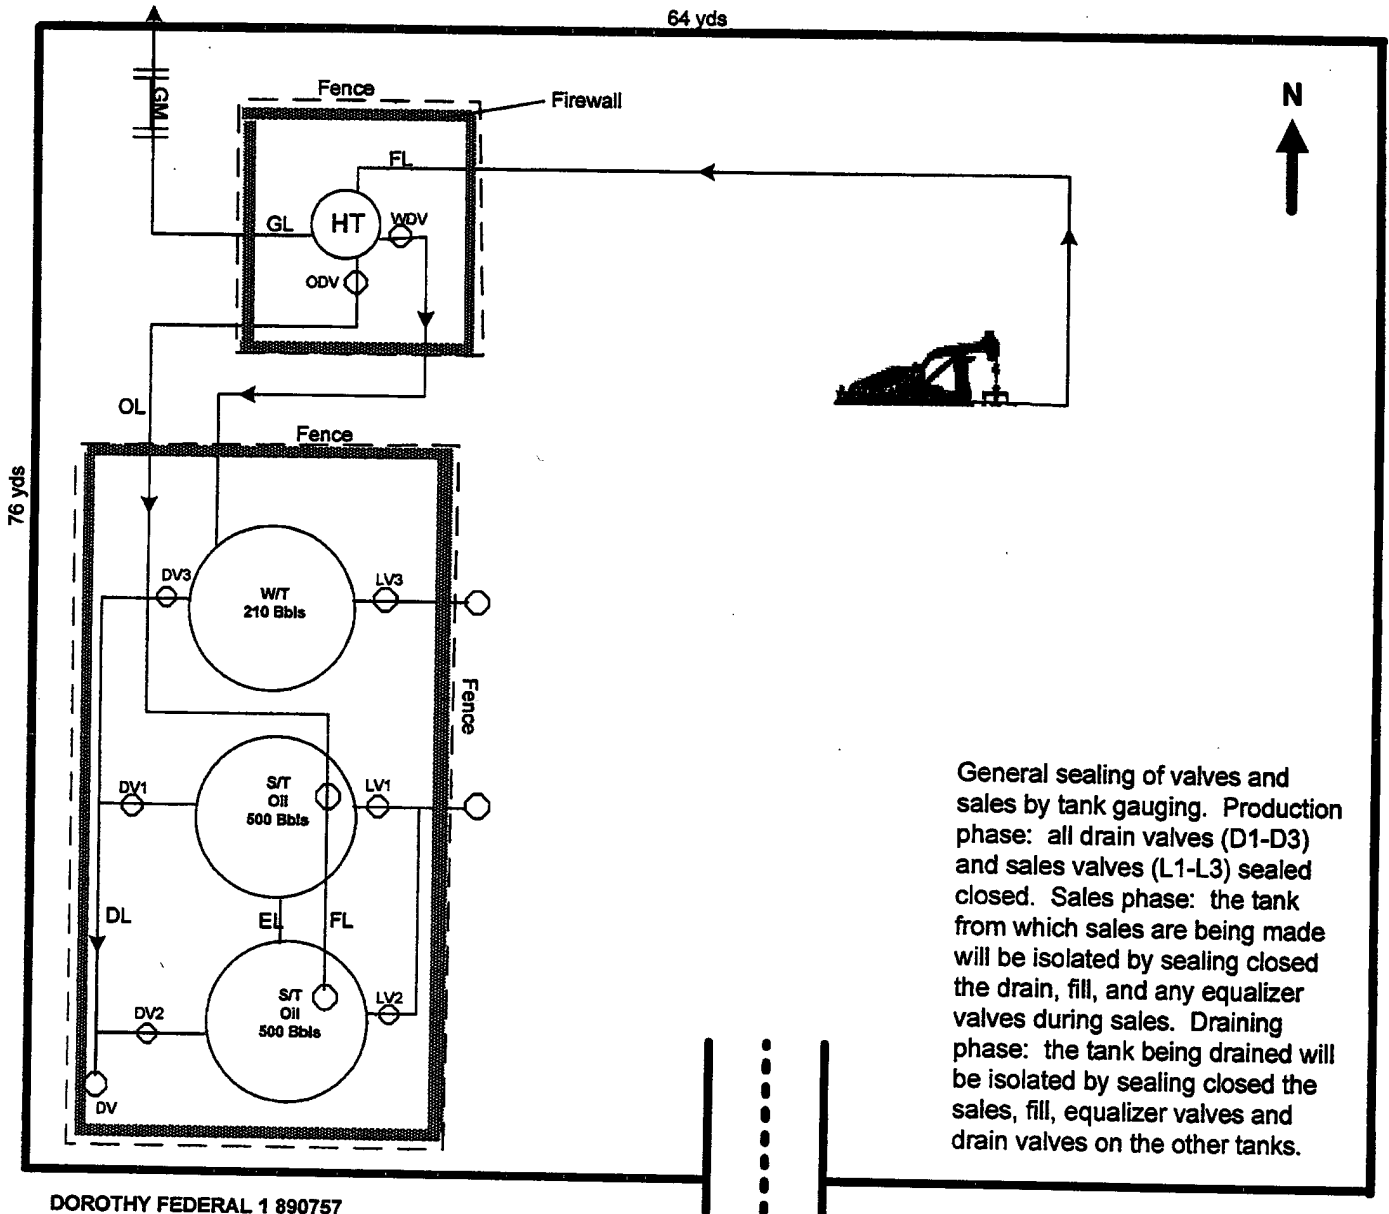 64 yds
GM
Fence
Firewall
N
FL
HT
WDV
GL
ODV
OL
Fence
76 yds
DV3
W/T
210 Bbls
LV3
Fence
DV1
S/T
Oil
500 Bbls
LV1
DL
EL
FL
DV2
S/T
Oil
500 Bbls
LV2
DV
General sealing of valves and
sales by tank gauging. Production
phase: all drain valves (D1-D3)
and sales valves (L1-L3) sealed
closed. Sales phase: the tank
from which sales are being made
will be isolated by sealing closed
the drain, fill, and any equalizer
valves during sales. Draining
phase: the tank being drained will
be isolated by sealing closed the
sales, fill, equalizer valves and
drain valves on the other tanks.
DOROTHY FEDERAL 1 890757